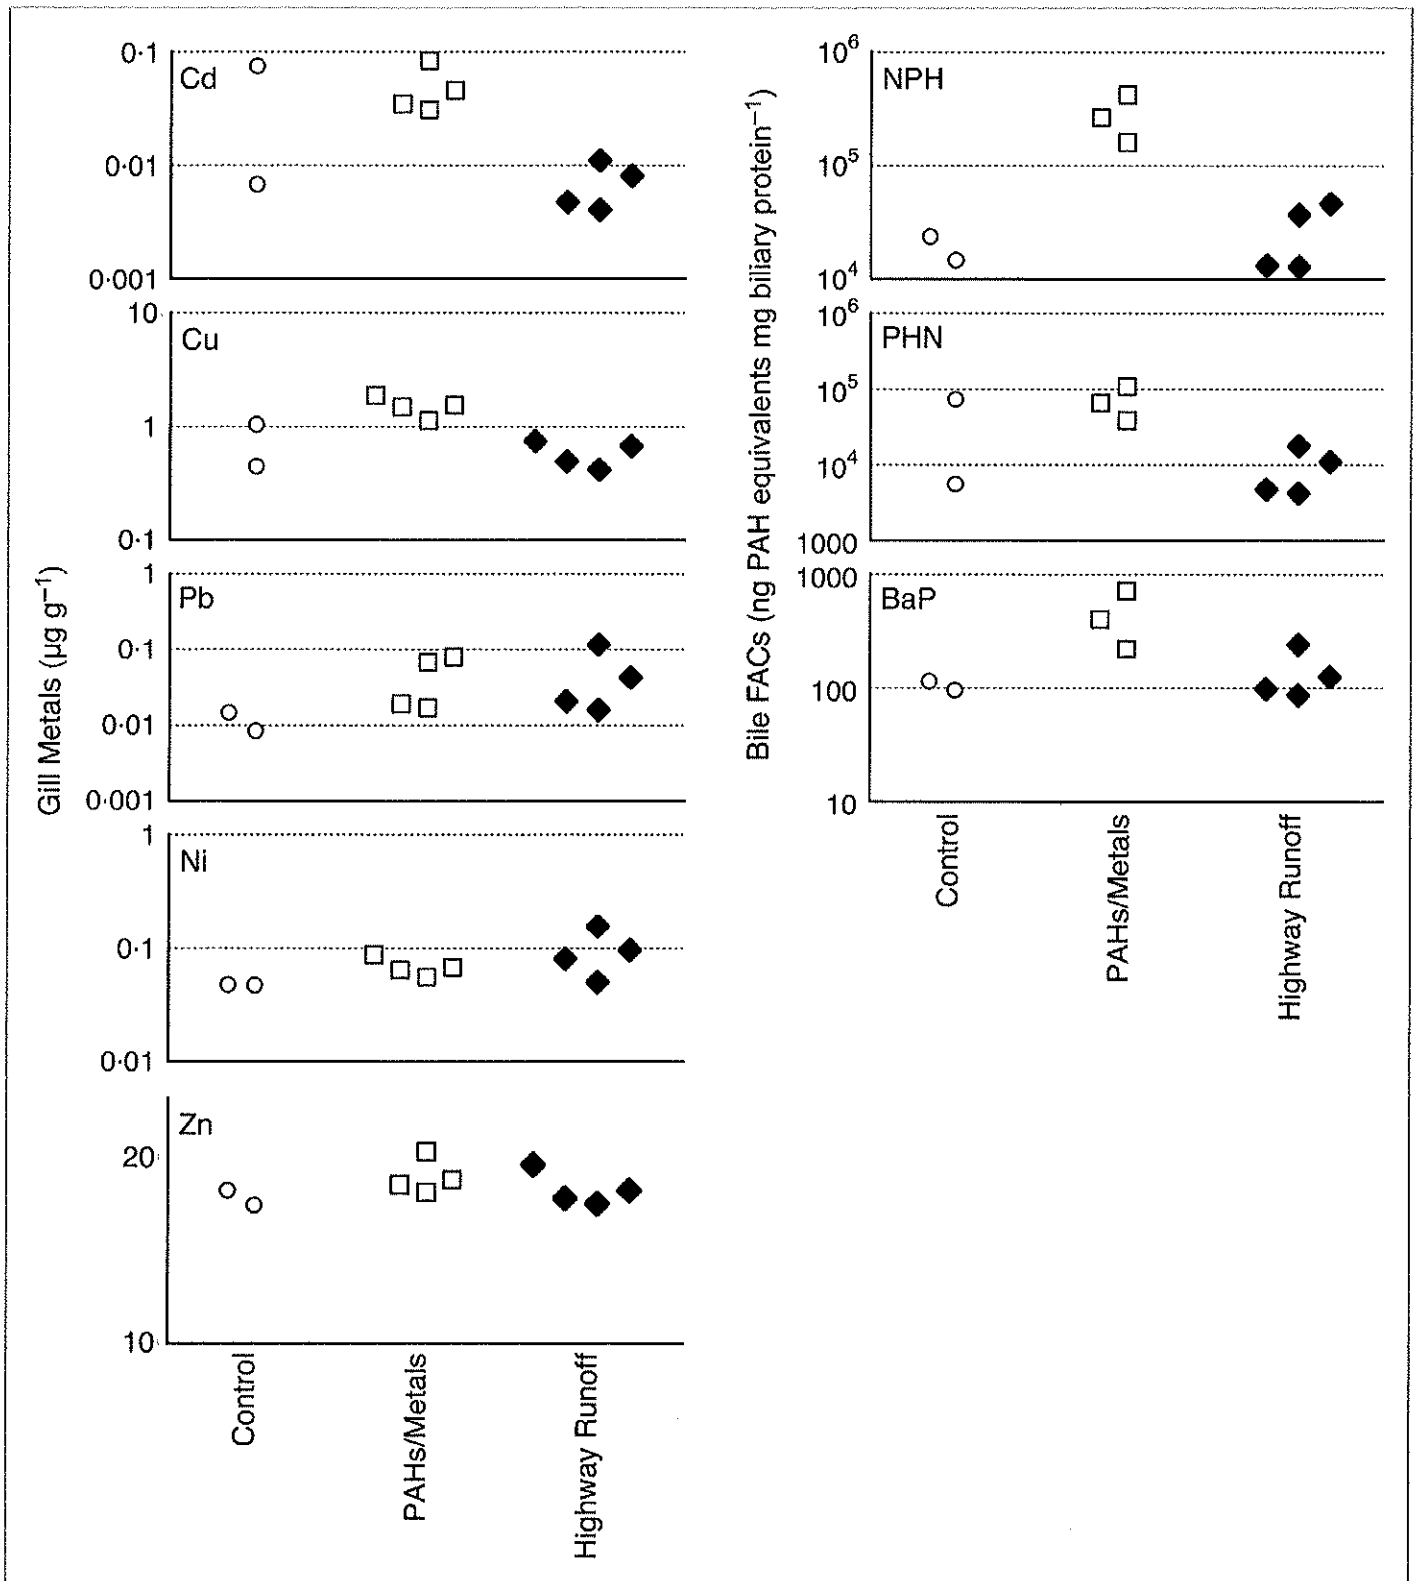 Gill Metals (µg g⁻¹)
Cd
0·1
0·01
0·001
Cu
10
1
0·1
Pb
1
0·1
0·01
0·001
Ni
1
0·1
0·01
Zn
20
10
Control
PAHs/Metals
Highway Runoff
Bile FACs (ng PAH equivalents mg biliary protein⁻¹)
NPH
10⁶
10⁵
10⁴
PHN
10⁶
10⁵
10⁴
1000
BaP
1000
100
10
Control
PAHs/Metals
Highway Runoff